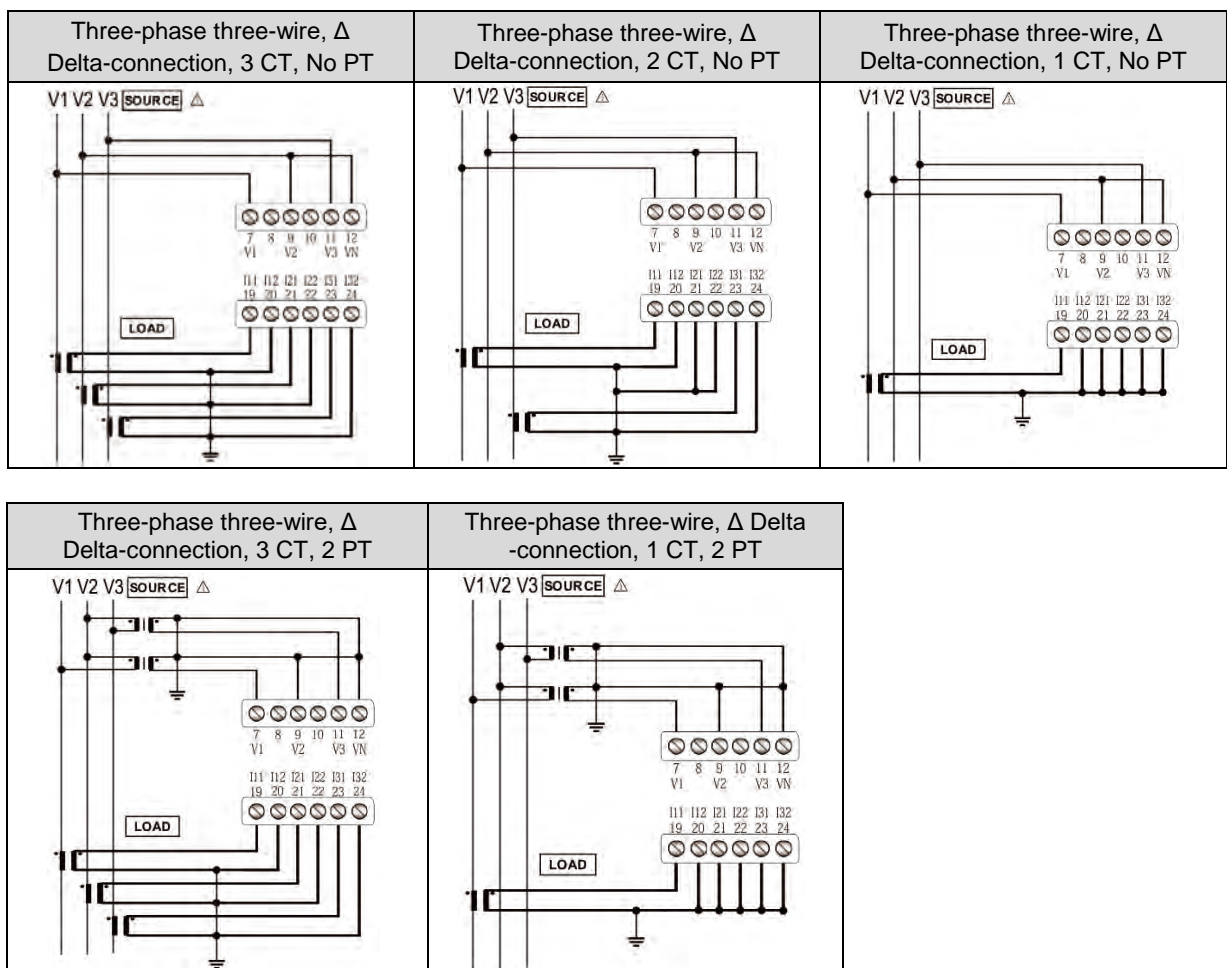 Three-phase three-wire, Δ
Delta-connection, 3 CT, No PT
Three-phase three-wire, Δ
Delta-connection, 2 CT, No PT
Three-phase three-wire, Δ
Delta-connection, 1 CT, No PT
V1 V2 V3 SOURCE ⚠
7 8 9 10 11 12
V1 V2 V3 VN
I11 I12 I21 I22 I31 I32
19 20 21 22 23 24
LOAD
V1 V2 V3 SOURCE ⚠
7 8 9 10 11 12
V1 V2 V3 VN
I11 I12 I21 I22 I31 I32
19 20 21 22 23 24
LOAD
V1 V2 V3 SOURCE ⚠
7 8 9 10 11 12
V1 V2 V3 VN
I11 I12 I21 I22 I31 I32
19 20 21 22 23 24
LOAD
Three-phase three-wire, Δ
Delta-connection, 3 CT, 2 PT
Three-phase three-wire, Δ Delta
-connection, 1 CT, 2 PT
V1 V2 V3 SOURCE ⚠
7 8 9 10 11 12
V1 V2 V3 VN
I11 I12 I21 I22 I31 I32
19 20 21 22 23 24
LOAD
V1 V2 V3 SOURCE ⚠
7 8 9 10 11 12
V1 V2 V3 VN
I11 I12 I21 I22 I31 I32
19 20 21 22 23 24
LOAD